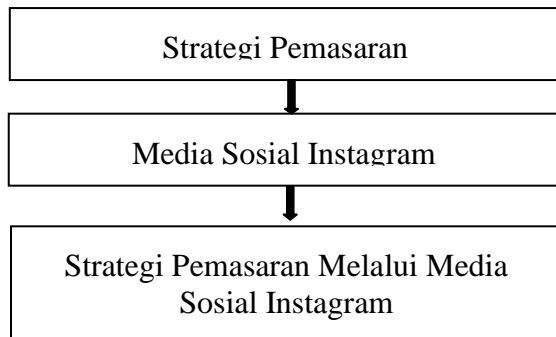 Strategi Pemasaran
Media Sosial Instagram
Strategi Pemasaran Melalui Media
Sosial Instagram